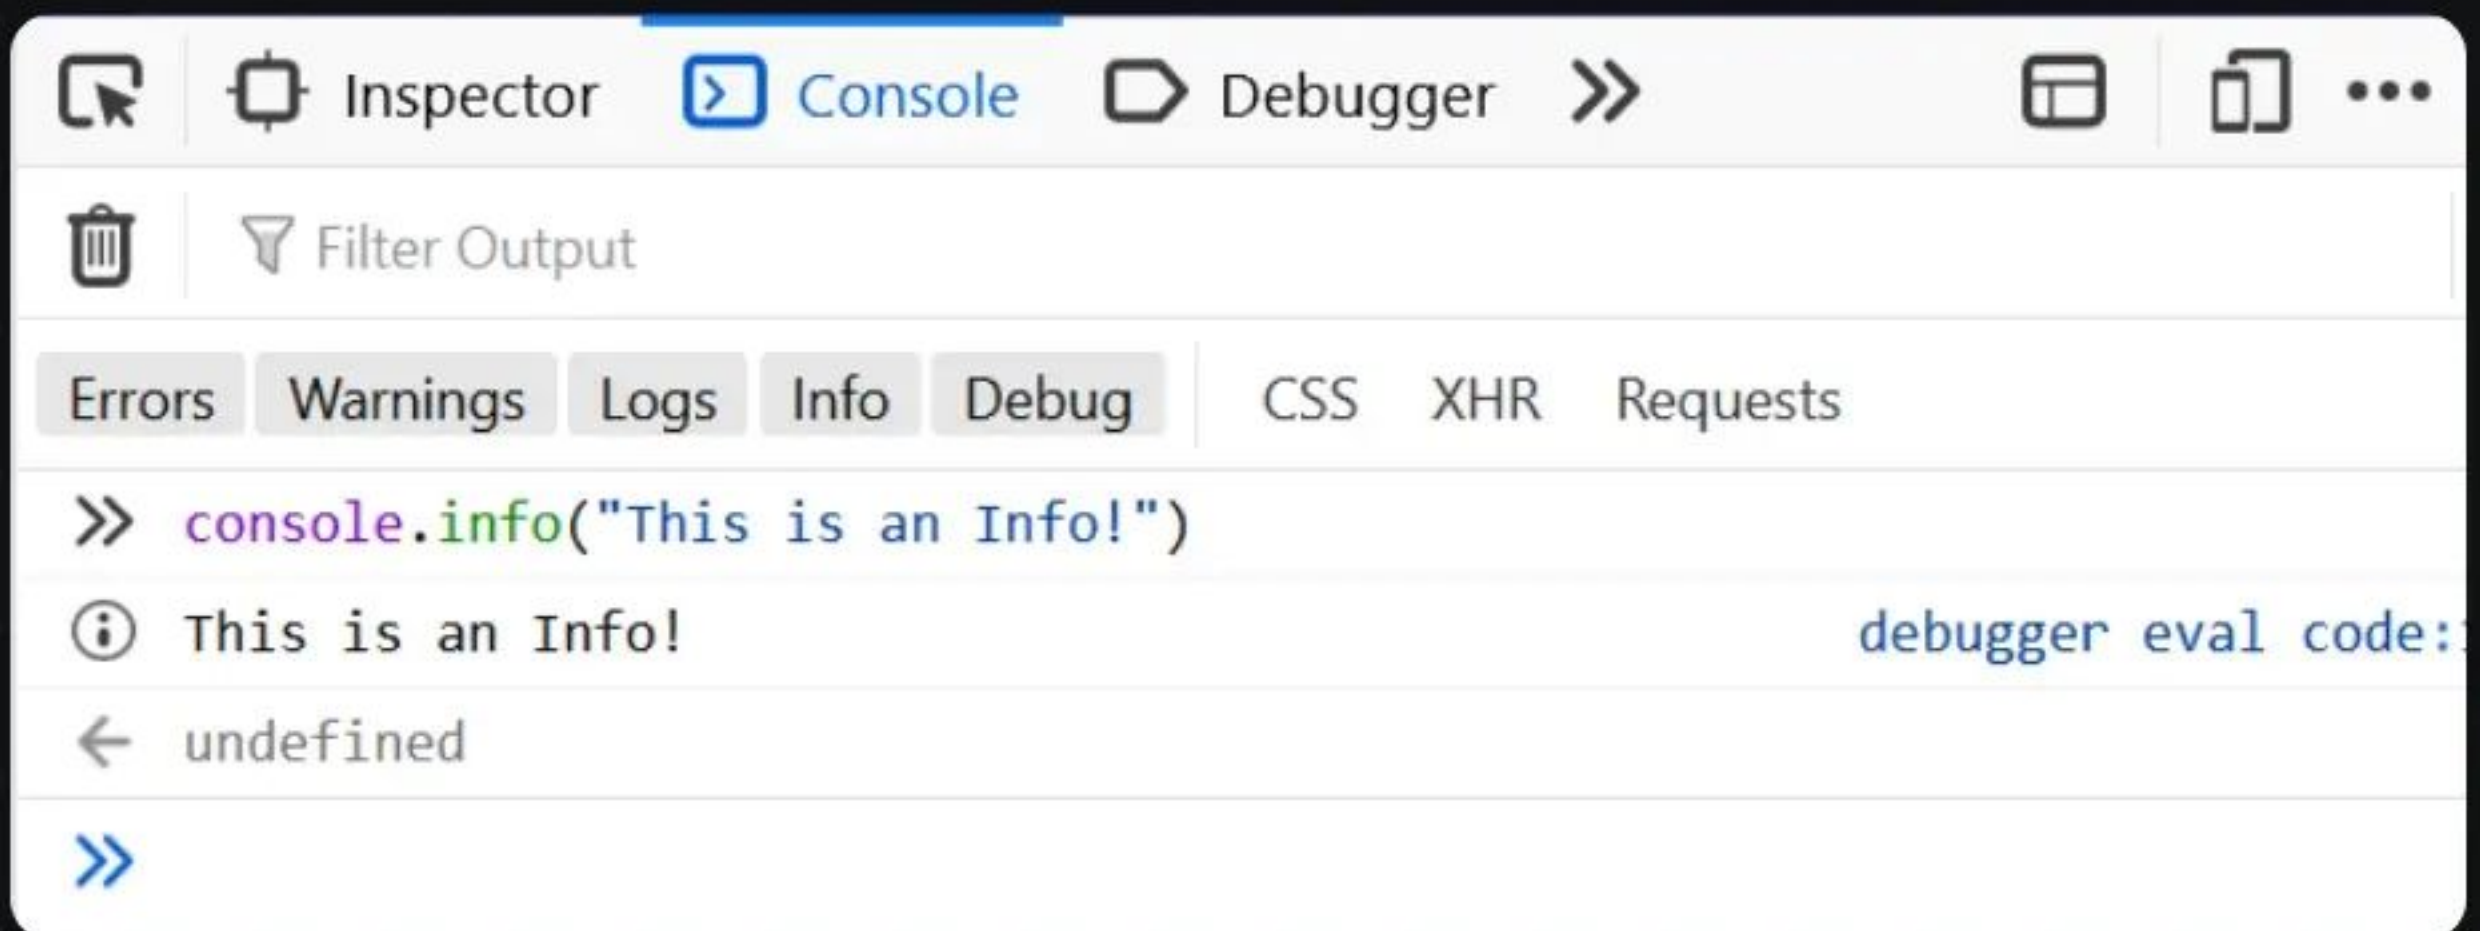 Inspector Console Debugger
Filter Output
Errors Warnings Logs Info Debug CSS XHR Requests
console.info("This is an Info!")
This is an Info! debugger eval code:
undefined